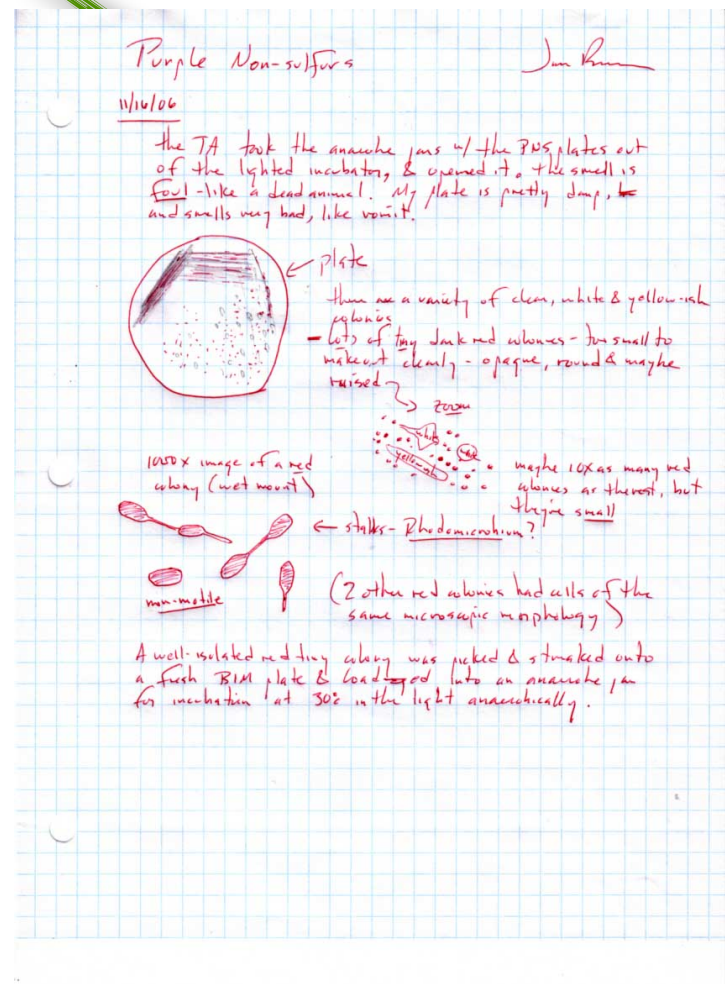 Purple Non-sulfurs
11/16/06
the TA took the anaerobe jars w/ the PNS plates out
of the lighted incubator, & opened it. the smell is
foul - like a dead animal. My plate is pretty damp,
and smells very bad, like vomit.
plate
there are a variety of clear, white & yellow-ish
colonies
- Lots of tiny dark red colonies - too small to
make out clearly - opaque, round & maybe
raised
zoom
white
yellowish
1000x image of a red
colony (wet mount)
maybe 10x as many red
colonies as the rest, but
they're small
← stalks - Rhodomicrobium?
non-motile
(2 other red colonies had cells of the
same microscopic morphology)
A well-isolated red tiny colony was picked & streaked onto
a fresh BIM plate & loaded into an anaerobe jar
for incubation at 30c in the light anaerobically.